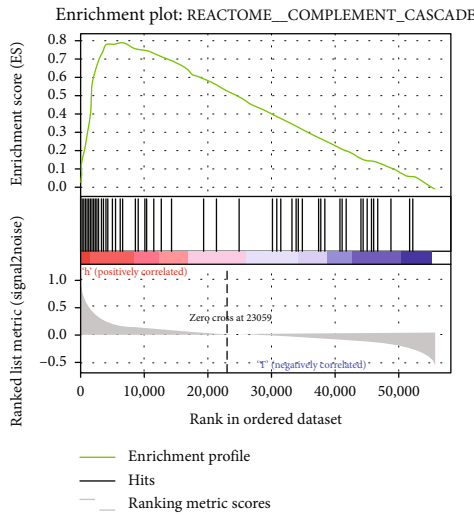 Enrichment plot: REACTOME__COMPLEMENT_CASCADE
Enrichment score (ES)
0.8
0.7
0.6
0.5
0.4
0.3
0.2
0.1
0.0
Ranked list metric (signal2noise)
'h' (positively correlated)
1.0
0.5
0.0
−0.5
Zero cross at 23059
'1' (negatively correlated)
0 10,000 20,000 30,000 40,000 50,000
Rank in ordered dataset
Enrichment profile
Hits
Ranking metric scores